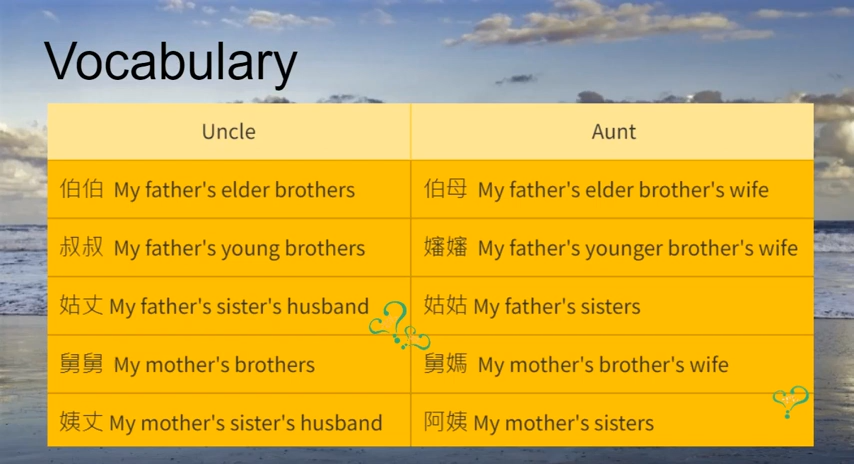 Vocabulary
Uncle Aunt
伯伯 My father's elder brothers 伯母 My father's elder brother's wife
叔叔 My father's young brothers 嬸嬸 My father's younger brother's wife
姑丈 My father's sister's husband 姑姑 My father's sisters
舅舅 My mother's brothers 舅媽 My mother's brother's wife
姨丈 My mother's sister's husband 阿姨 My mother's sisters